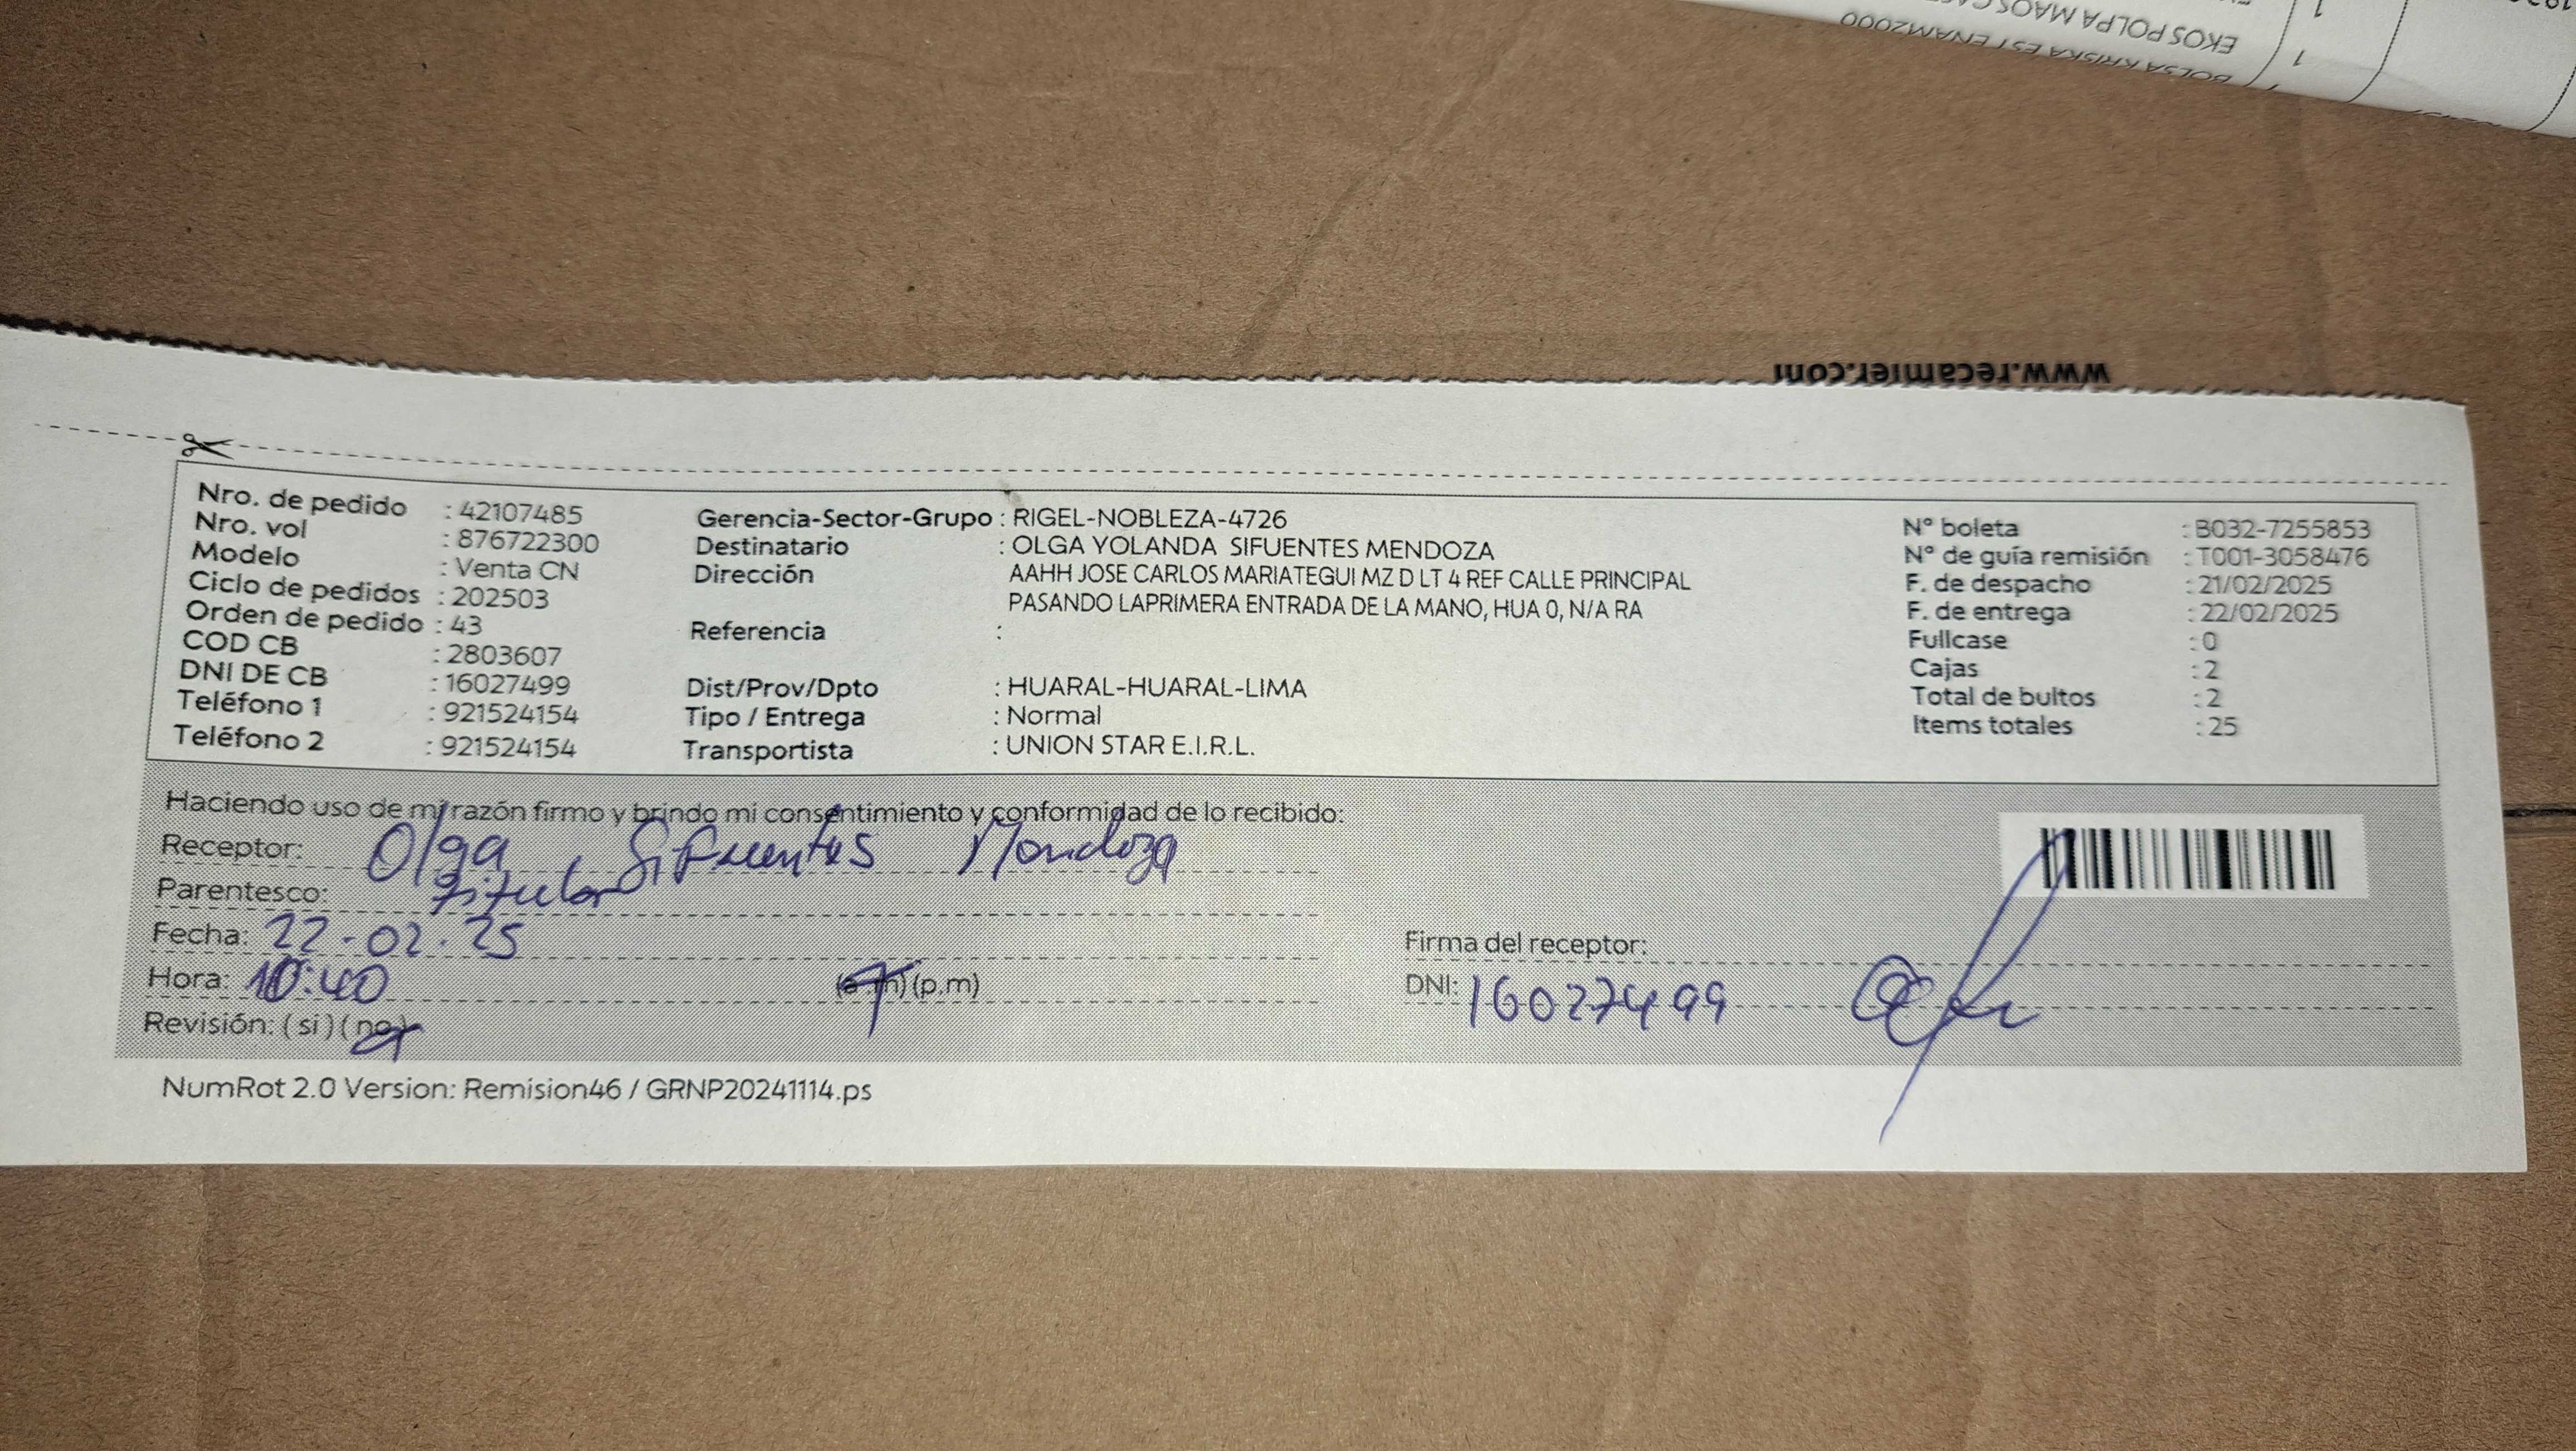 BOLSA KRISKA EST ENAM2000
1 EKOS POLPA MAOS
1
www.recamier.com
Nro. de pedido : 42107485
Nro. vol : 876722300
Modelo : Venta CN
Ciclo de pedidos : 202503
Orden de pedido : 43
COD CB : 2803607
DNI DE CB : 16027499
Teléfono 1 : 921524154
Teléfono 2 : 921524154
Gerencia-Sector-Grupo : RIGEL-NOBLEZA-4726
Destinatario : OLGA YOLANDA SIFUENTES MENDOZA
Dirección AAHH JOSE CARLOS MARIATEGUI MZ D LT 4 REF CALLE PRINCIPAL
PASANDO LAPRIMERA ENTRADA DE LA MANO, HUA 0, N/A RA
Referencia :
Dist/Prov/Dpto : HUARAL-HUARAL-LIMA
Tipo / Entrega : Normal
Transportista : UNION STAR E.I.R.L.
N° boleta : B032-7255853
N° de guía remisión : T001-3058476
F. de despacho : 21/02/2025
F. de entrega : 22/02/2025
Fullcase : 0
Cajas : 2
Total de bultos : 2
Items totales : 25
Haciendo uso de mi razón firmo y brindo mi consentimiento y conformidad de lo recibido:
Receptor: Olga Sifuentes Mendoza
Parentesco: titular
Fecha: 22-02-25
Hora: 10:40 (a.m) (p.m)
Revisión: (si) (no)
Firma del receptor:
DNI: 16027499
NumRot 2.0 Version: Remision46 / GRNP20241114.ps